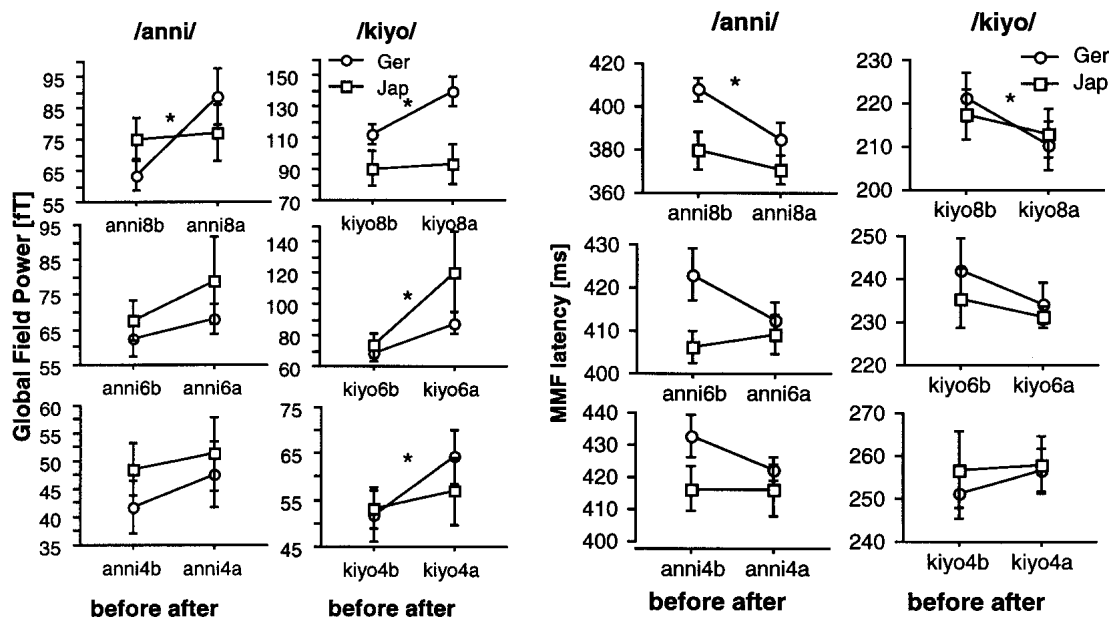 /anni/
/kiyo/
/anni/
/kiyo/
Global Field Power [fT]
95
85
75
65
55
*
anni8b anni8a
150
130
110
90
70
Ger
Jap
*
kiyo8b kiyo8a
95
85
75
65
55
anni6b anni6a
140
120
100
80
60
*
kiyo6b kiyo6a
60
55
50
45
40
35
anni4b anni4a
75
65
55
45
*
kiyo4b kiyo4a
before after
before after
MMF latency [ms]
420
400
380
360
*
anni8b anni8a
230
220
210
200
Ger
Jap
*
kiyo8b kiyo8a
430
420
410
400
anni6b anni6a
250
240
230
220
kiyo6b kiyo6a
440
430
420
410
400
anni4b anni4a
270
260
250
240
kiyo4b kiyo4a
before after
before after